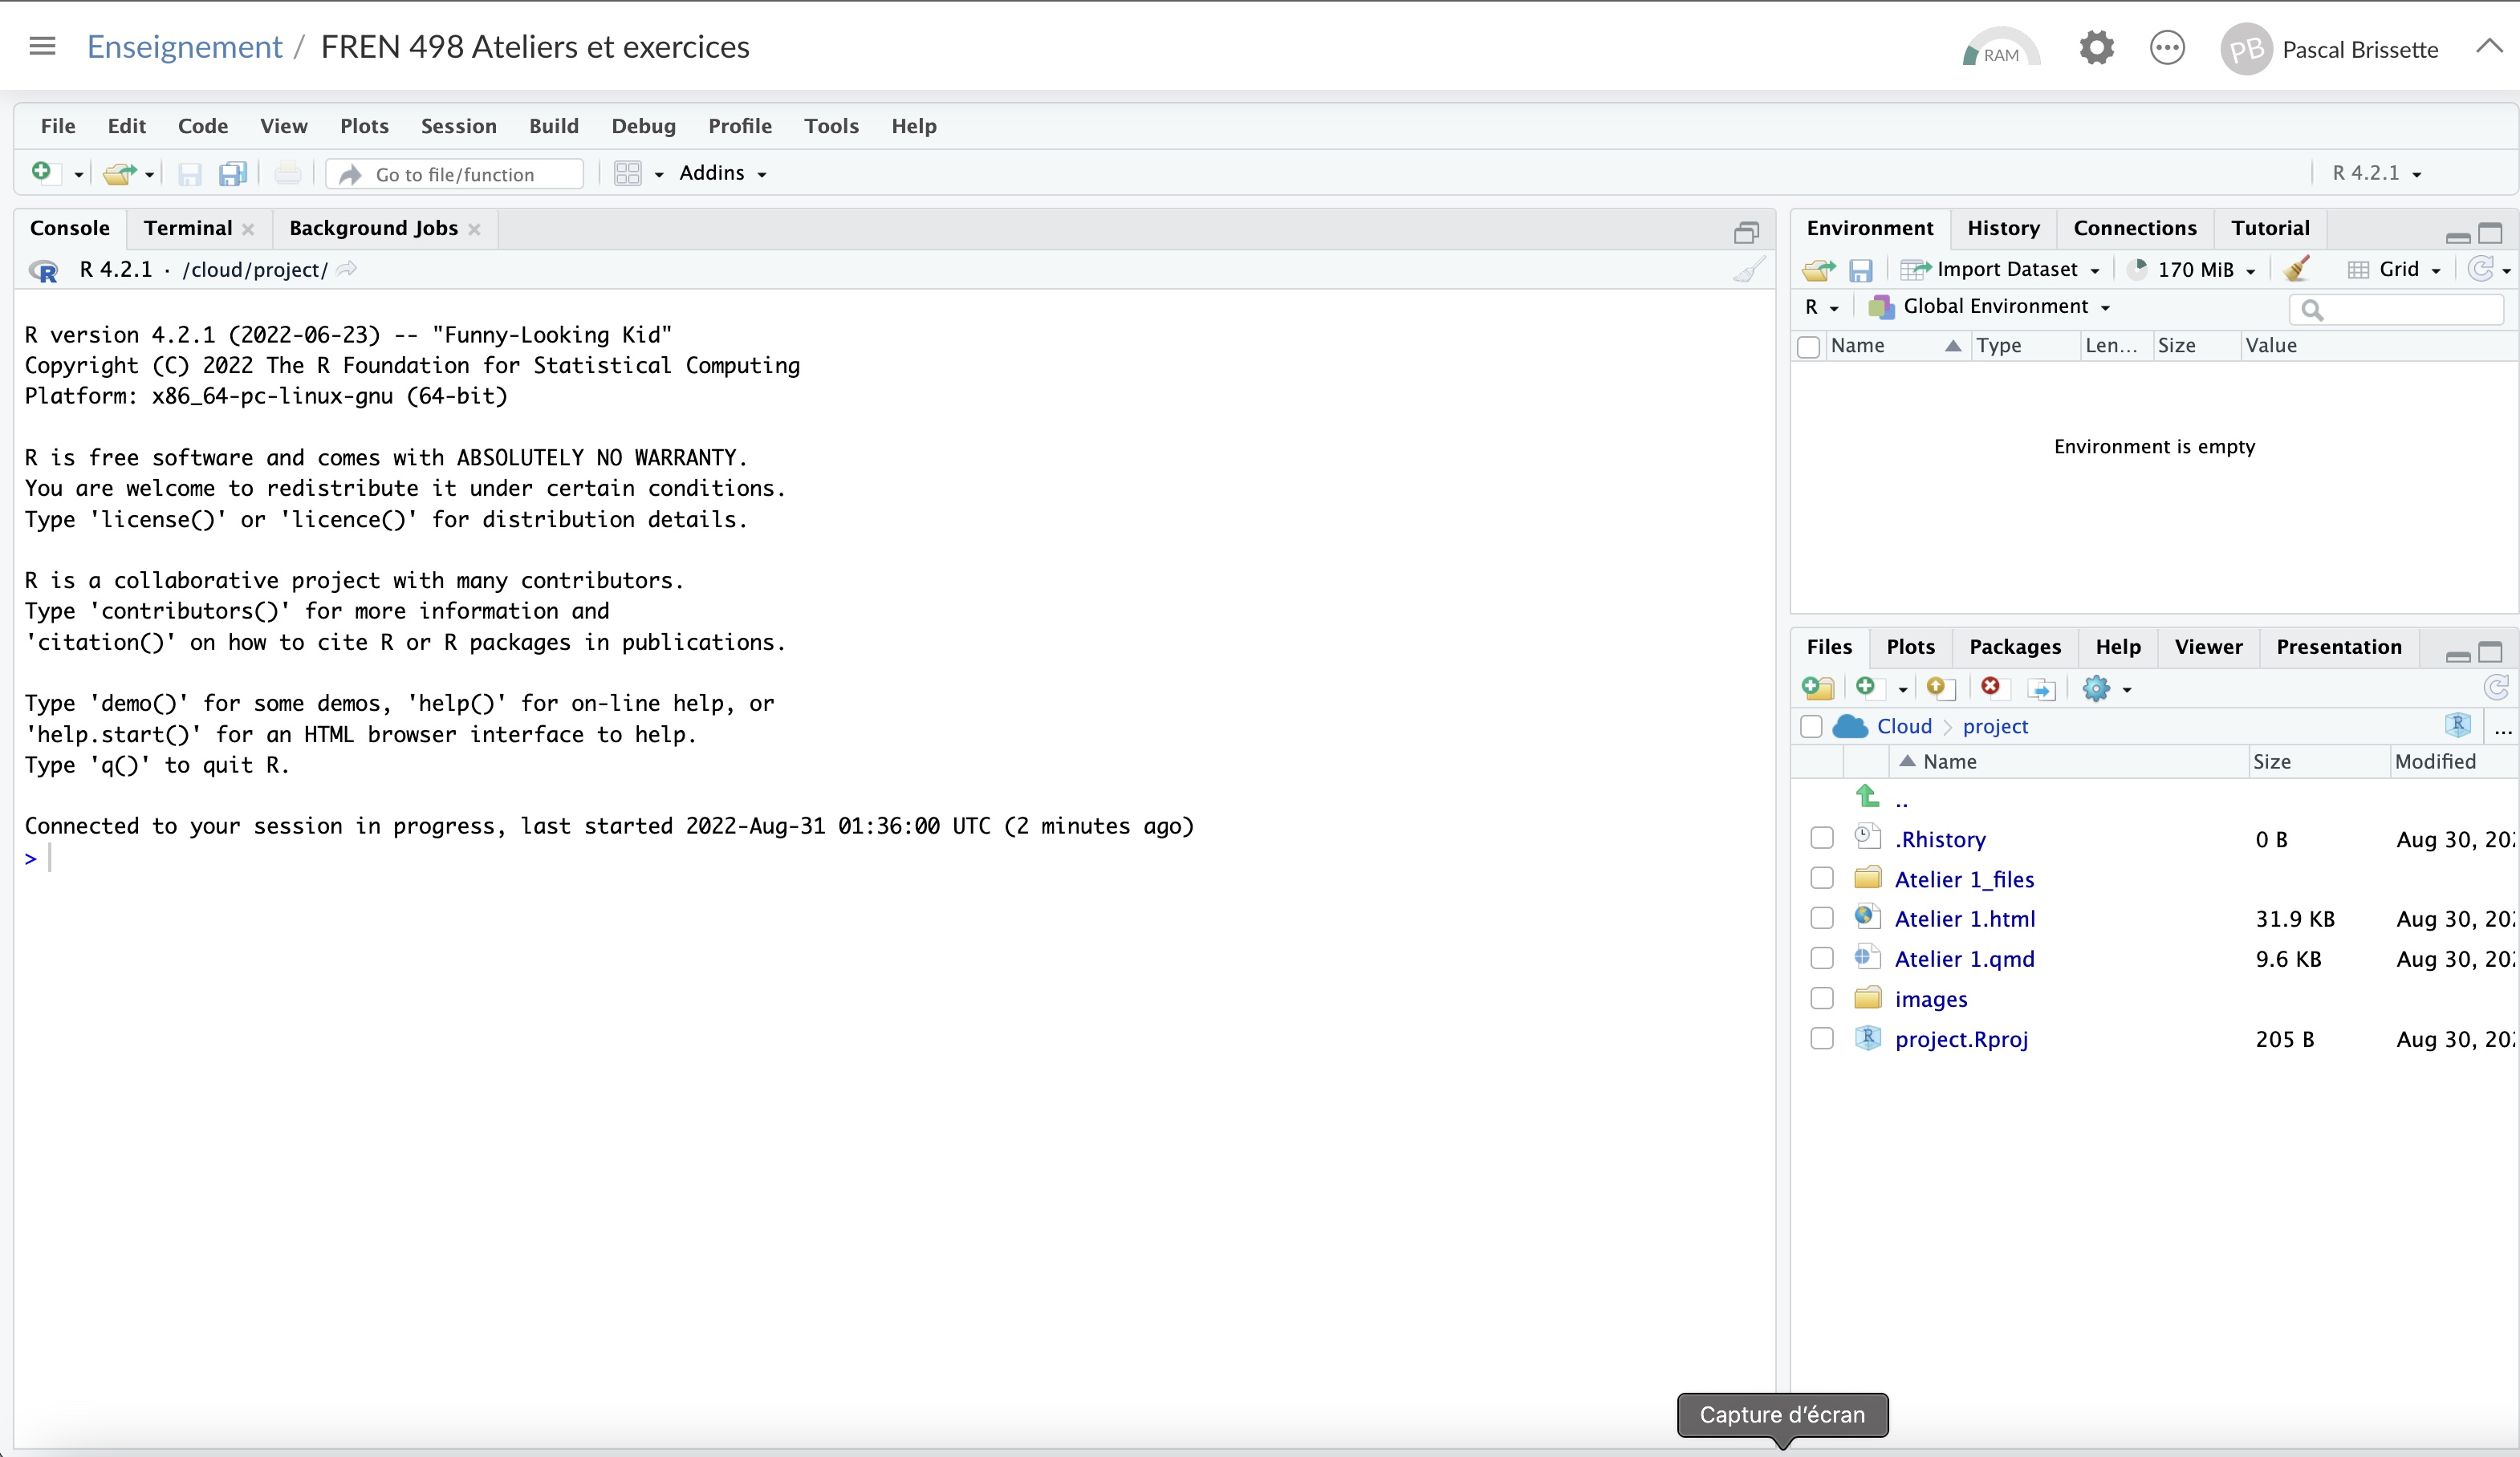 Enseignement / FREN 498 Ateliers et exercices
RAM
PB Pascal Brissette
File Edit Code View Plots Session Build Debug Profile Tools Help
Go to file/function Addins R 4.2.1
Console Terminal Background Jobs
R 4.2.1 · /cloud/project/
R version 4.2.1 (2022-06-23) -- "Funny-Looking Kid"
Copyright (C) 2022 The R Foundation for Statistical Computing
Platform: x86_64-pc-linux-gnu (64-bit)
R is free software and comes with ABSOLUTELY NO WARRANTY.
You are welcome to redistribute it under certain conditions.
Type 'license()' or 'licence()' for distribution details.
R is a collaborative project with many contributors.
Type 'contributors()' for more information and
'citation()' on how to cite R or R packages in publications.
Type 'demo()' for some demos, 'help()' for on-line help, or
'help.start()' for an HTML browser interface to help.
Type 'q()' to quit R.
Connected to your session in progress, last started 2022-Aug-31 01:36:00 UTC (2 minutes ago)
>
Environment History Connections Tutorial
Import Dataset 170 MiB Grid
R Global Environment
Name Type Len... Size Value
Environment is empty
Files Plots Packages Help Viewer Presentation
Cloud project ...
Name Size Modified
..
.Rhistory 0 B Aug 30, 20
Atelier 1_files
Atelier 1.html 31.9 KB Aug 30, 20
Atelier 1.qmd 9.6 KB Aug 30, 20
images
project.Rproj 205 B Aug 30, 20
Capture d'écran